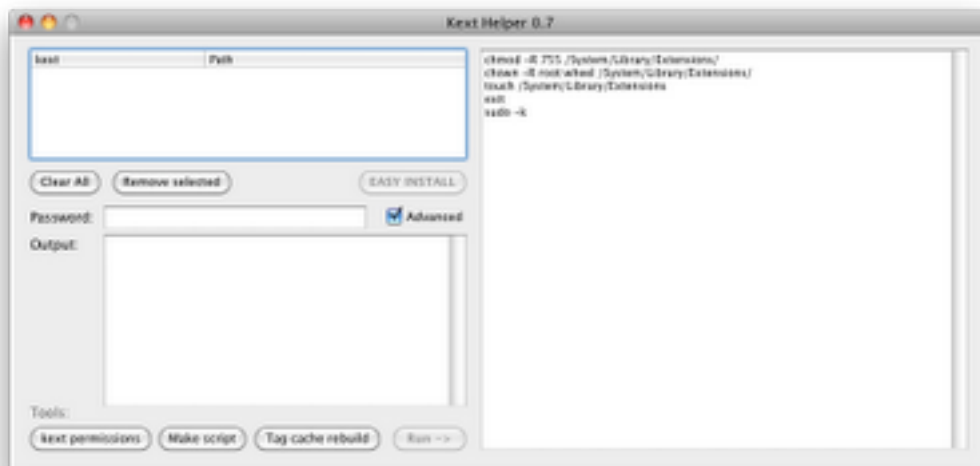 Kext Helper 0.7
kext Path
chmod -R 755 /System/Library/Extensions/
chown -R root:wheel /System/Library/Extensions/
touch /System/Library/Extensions
exit
sudo -k
Clear All Remove selected EASY INSTALL
Password: Advanced
Output:
Tools:
kext permissions Make script Tag cache rebuild Run ->